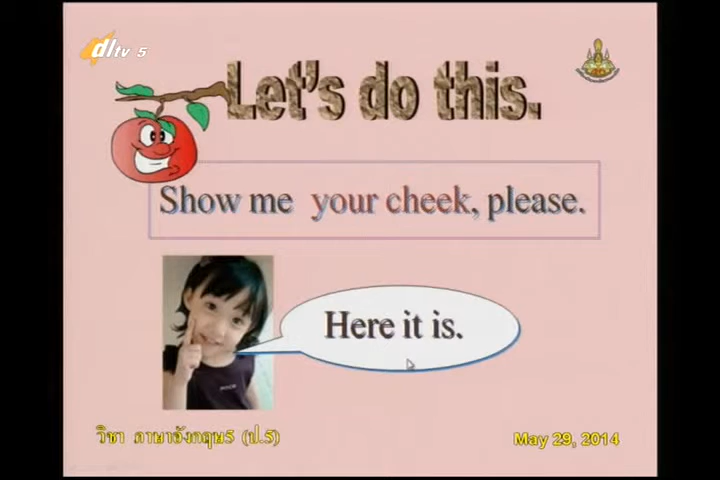 dltv 5
Let's do this.
Show me your cheek, please.
Here it is.
วิชา ภาษาอังกฤษ5 (ป.5)
May 29, 2014